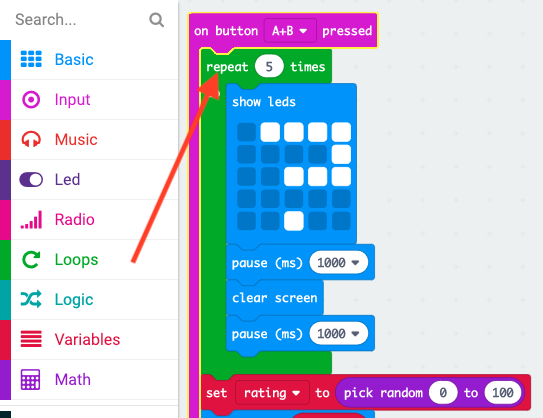 Search...
Basic
Input
Music
Led
Radio
Loops
Logic
Variables
Math
on button A+B pressed
repeat 5 times
show leds
pause (ms) 1000
clear screen
pause (ms) 1000
set rating to pick random 0 to 100